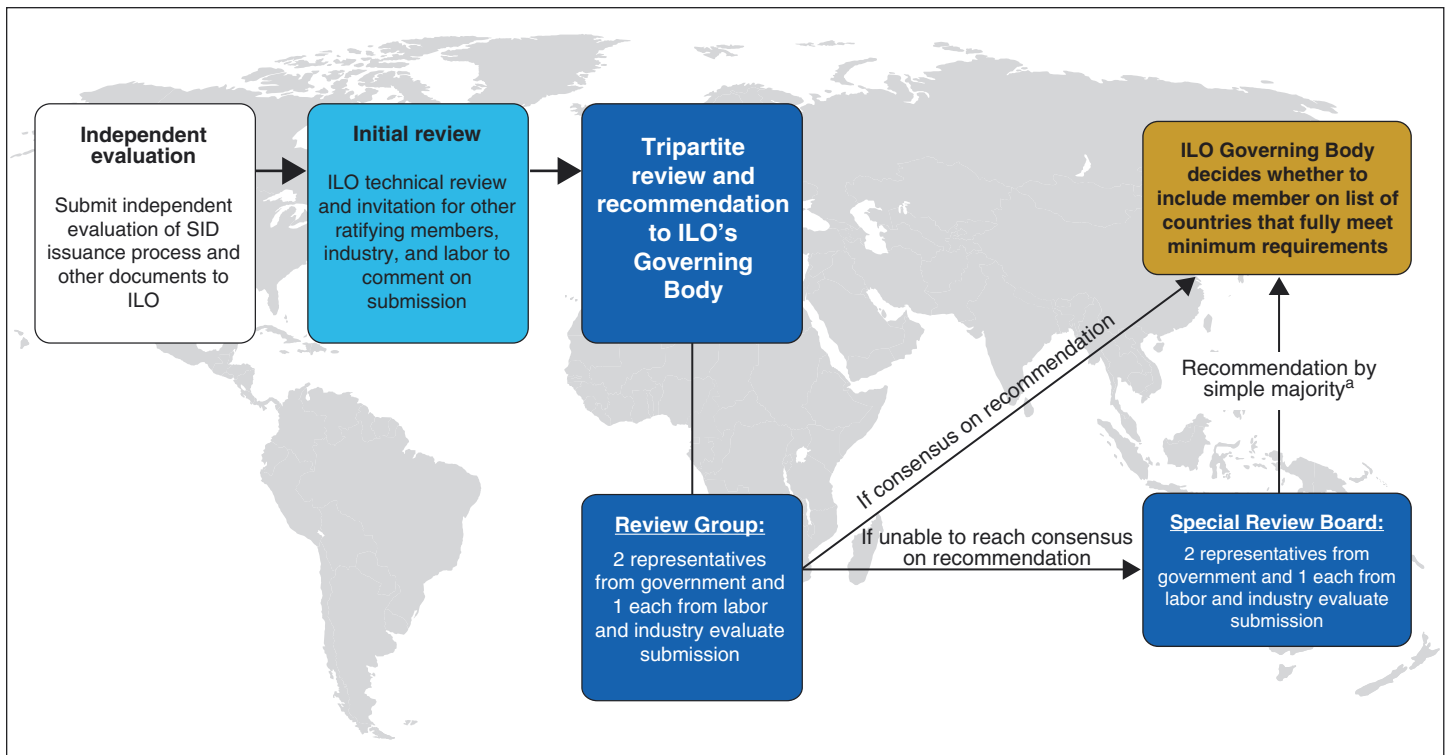 Independent
evaluation
Submit independent
evaluation of SID
issuance process and
other documents to
ILO
Initial review
ILO technical review
and invitation for other
ratifying members,
industry, and labor to
comment on
submission
Tripartite
review and
recommendation
to ILO’s
Governing
Body
ILO Governing Body
decides whether to
include member on list of
countries that fully meet
minimum requirements
If consensus on recommendation
Recommendation by
simple majorityᵃ
Review Group:
2 representatives
from government and
1 each from labor
and industry evaluate
submission
If unable to reach consensus
on recommendation
Special Review Board:
2 representatives from
government and 1 each from
labor and industry evaluate
submission